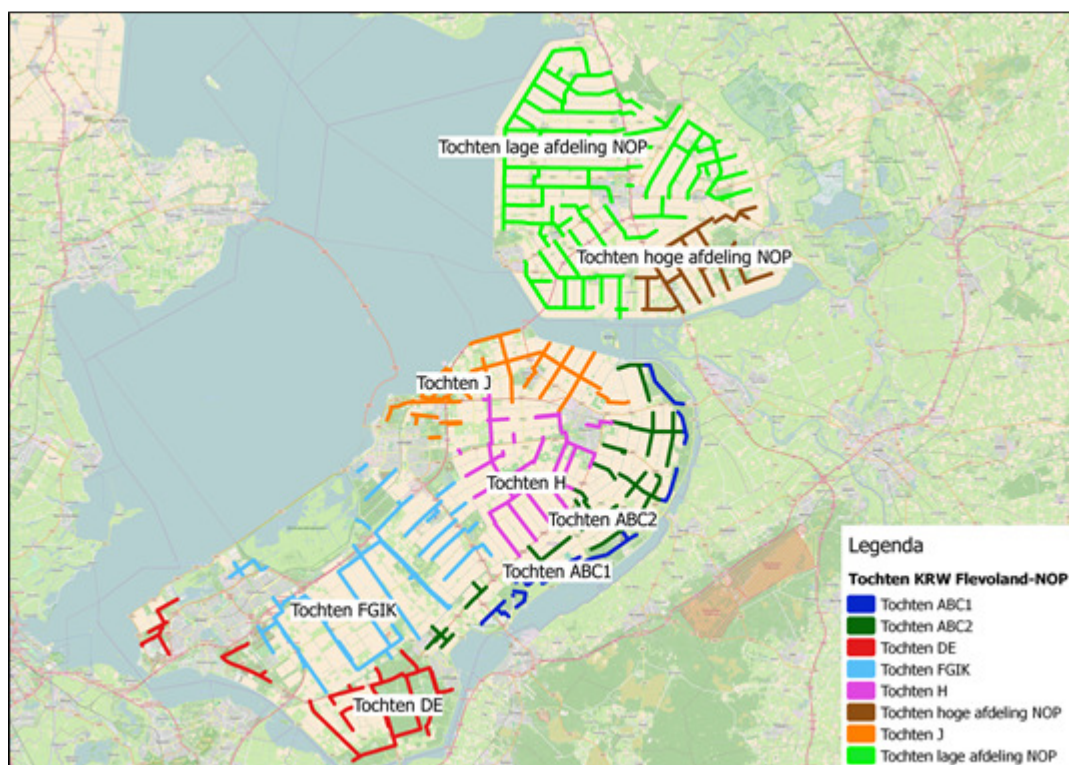 Tochten lage afdeling NOP
Tochten hoge afdeling NOP
Tochten J
Tochten H
Tochten ABC2
Tochten ABC1
Tochten FGIK
Tochten DE
Legenda
Tochten KRW Flevoland-NOP
Tochten ABC1
Tochten ABC2
Tochten DE
Tochten FGIK
Tochten H
Tochten hoge afdeling NOP
Tochten J
Tochten lage afdeling NOP